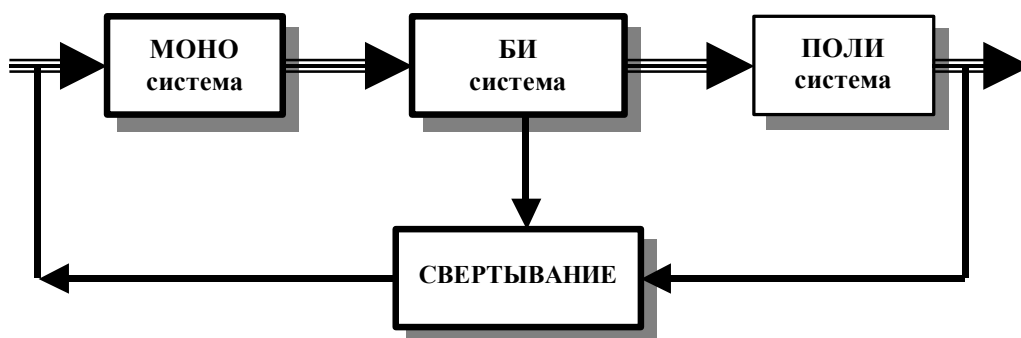 МОНО
система
БИ
система
ПОЛИ
система
СВЕРТЫВАНИЕ